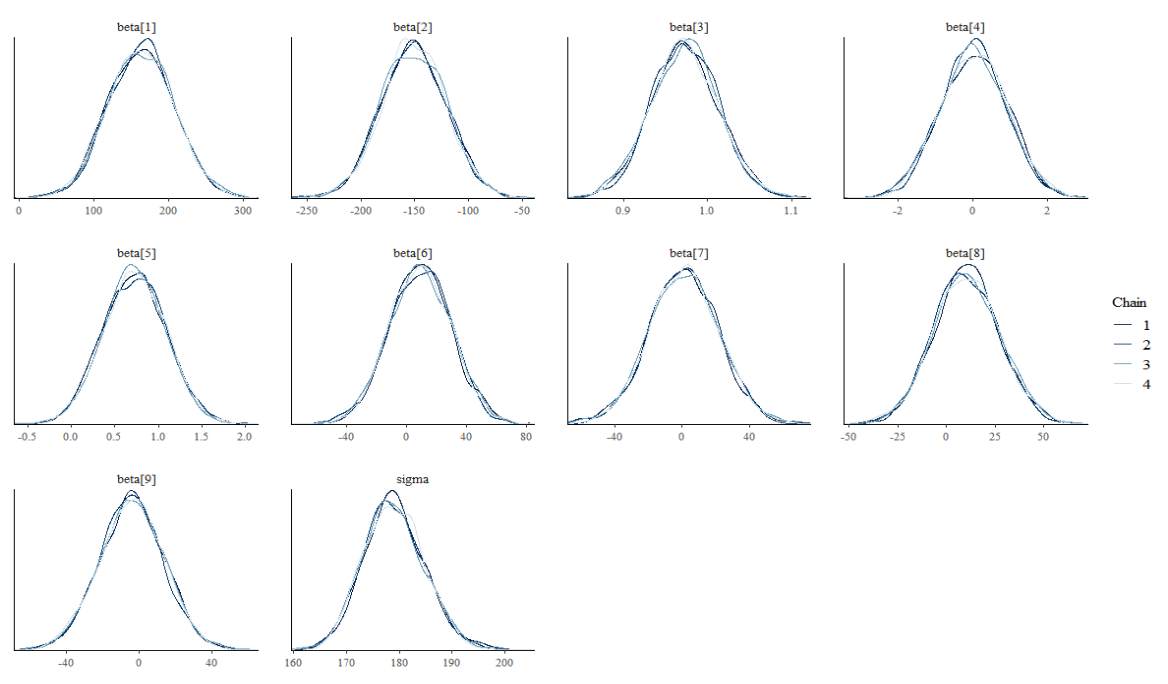 beta[1]
beta[2]
beta[3]
beta[4]
0 100 200 300
-250 -200 -150 -100 -50
0.9 1.0 1.1
-2 0 2
beta[5]
beta[6]
beta[7]
beta[8]
-0.5 0.0 0.5 1.0 1.5 2.0
-40 0 40 80
-40 0 40
-50 -25 0 25 50
Chain
1
2
3
4
beta[9]
sigma
-40 0 40
160 170 180 190 200